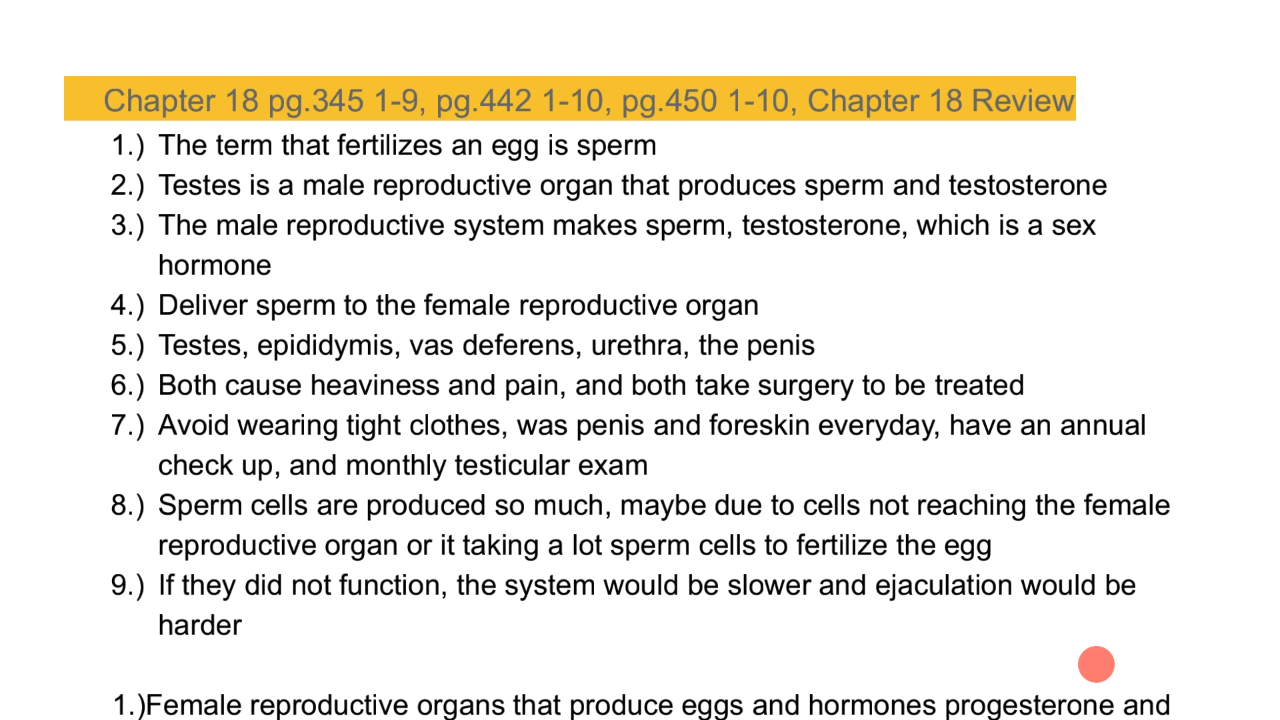 Chapter 18 pg.345 1-9, pg.442 1-10, pg.450 1-10, Chapter 18 Review
1.) The term that fertilizes an egg is sperm
2.) Testes is a male reproductive organ that produces sperm and testosterone
3.) The male reproductive system makes sperm, testosterone, which is a sex
hormone
4.) Deliver sperm to the female reproductive organ
5.) Testes, epididymis, vas deferens, urethra, the penis
6.) Both cause heaviness and pain, and both take surgery to be treated
7.) Avoid wearing tight clothes, was penis and foreskin everyday, have an annual
check up, and monthly testicular exam
8.) Sperm cells are produced so much, maybe due to cells not reaching the female
reproductive organ or it taking a lot sperm cells to fertilize the egg
9.) If they did not function, the system would be slower and ejaculation would be
harder
1.)Female reproductive organs that produce eggs and hormones progesterone and